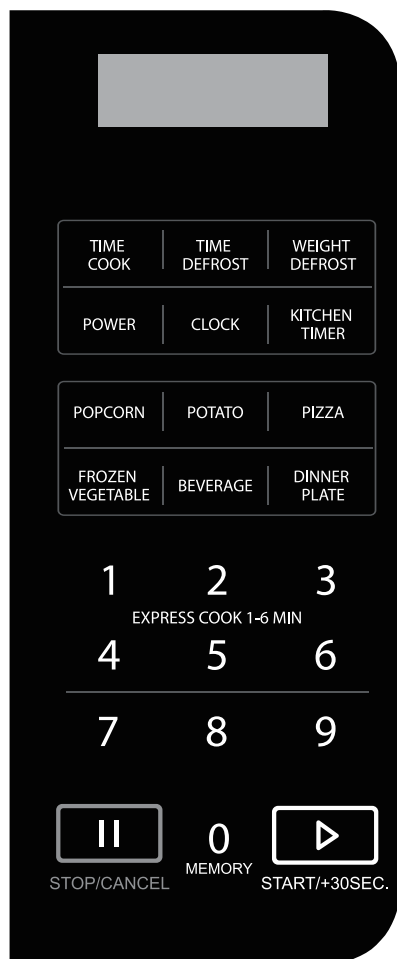 TIME COOK
TIME DEFROST
WEIGHT DEFROST
POWER
CLOCK
KITCHEN TIMER
POPCORN
POTATO
PIZZA
FROZEN VEGETABLE
BEVERAGE
DINNER PLATE
1 2 3
EXPRESS COOK 1-6 MIN
4 5 6
7 8 9
0
MEMORY
STOP/CANCEL
START/+30SEC.